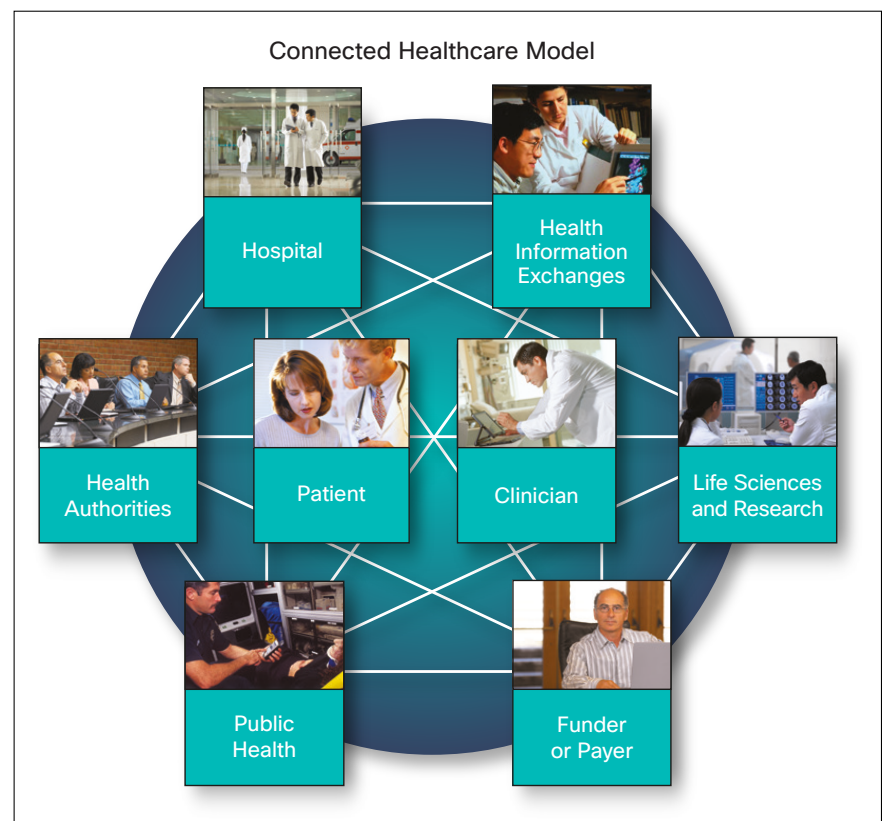 Connected Healthcare Model
Hospital
Health
Information
Exchanges
Health
Authorities
Patient
Clinician
Life Sciences
and Research
Public
Health
Funder
or Payer